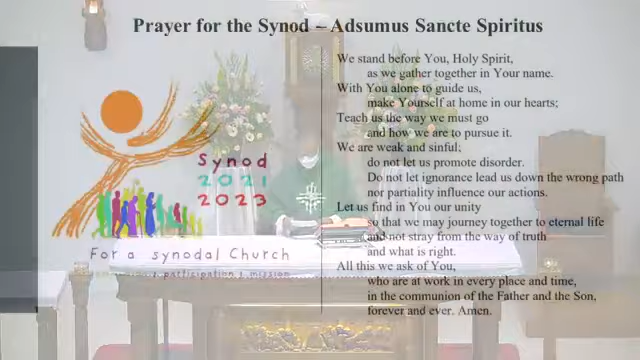 Prayer for the Synod – Adsumus Sancte Spiritus
We stand before You, Holy Spirit,
as we gather together in Your name.
With You alone to guide us,
make Yourself at home in our hearts;
Teach us the way we must go
and how we are to pursue it.
We are weak and sinful;
do not let us promote disorder.
Do not let ignorance lead us down the wrong path
nor partiality influence our actions.
Let us find in You our unity
so that we may journey together to eternal life
and not stray from the way of truth
and what is right.
All this we ask of You,
who are at work in every place and time,
in the communion of the Father and the Son,
forever and ever. Amen.
Synod
2021
2023
For a synodal Church
participation | mission